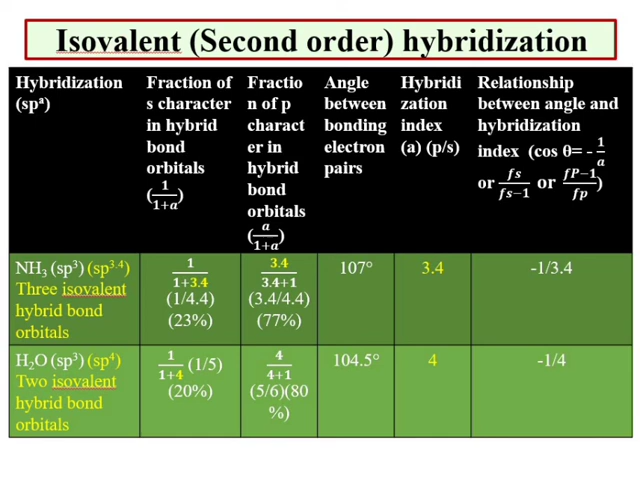 Isovalent (Second order) hybridization
Hybridization
(spᵃ)
Fraction of
s character
in hybrid
bond
orbitals
(1/1+a)
Fractio
n of p
charact
er in
hybrid
bond
orbitals
(a/1+a)
Angle
between
bonding
electron
pairs
Hybridi
zation
index
(a) (p/s)
Relationship
between angle and
hybridization
index (cos θ= - 1/a
or fs/fs−1 or fP−1/fp)
NH₃ (sp³) (sp³·⁴)
Three isovalent
hybrid bond
orbitals
1/1+3.4
(1/4.4)
(23%)
3.4/3.4+1
(3.4/4.4)
(77%)
107°
3.4
-1/3.4
H₂O (sp³) (sp⁴)
Two isovalent
hybrid bond
orbitals
1/1+4 (1/5)
(20%)
4/4+1
(5/6)(80
%)
104.5°
4
-1/4